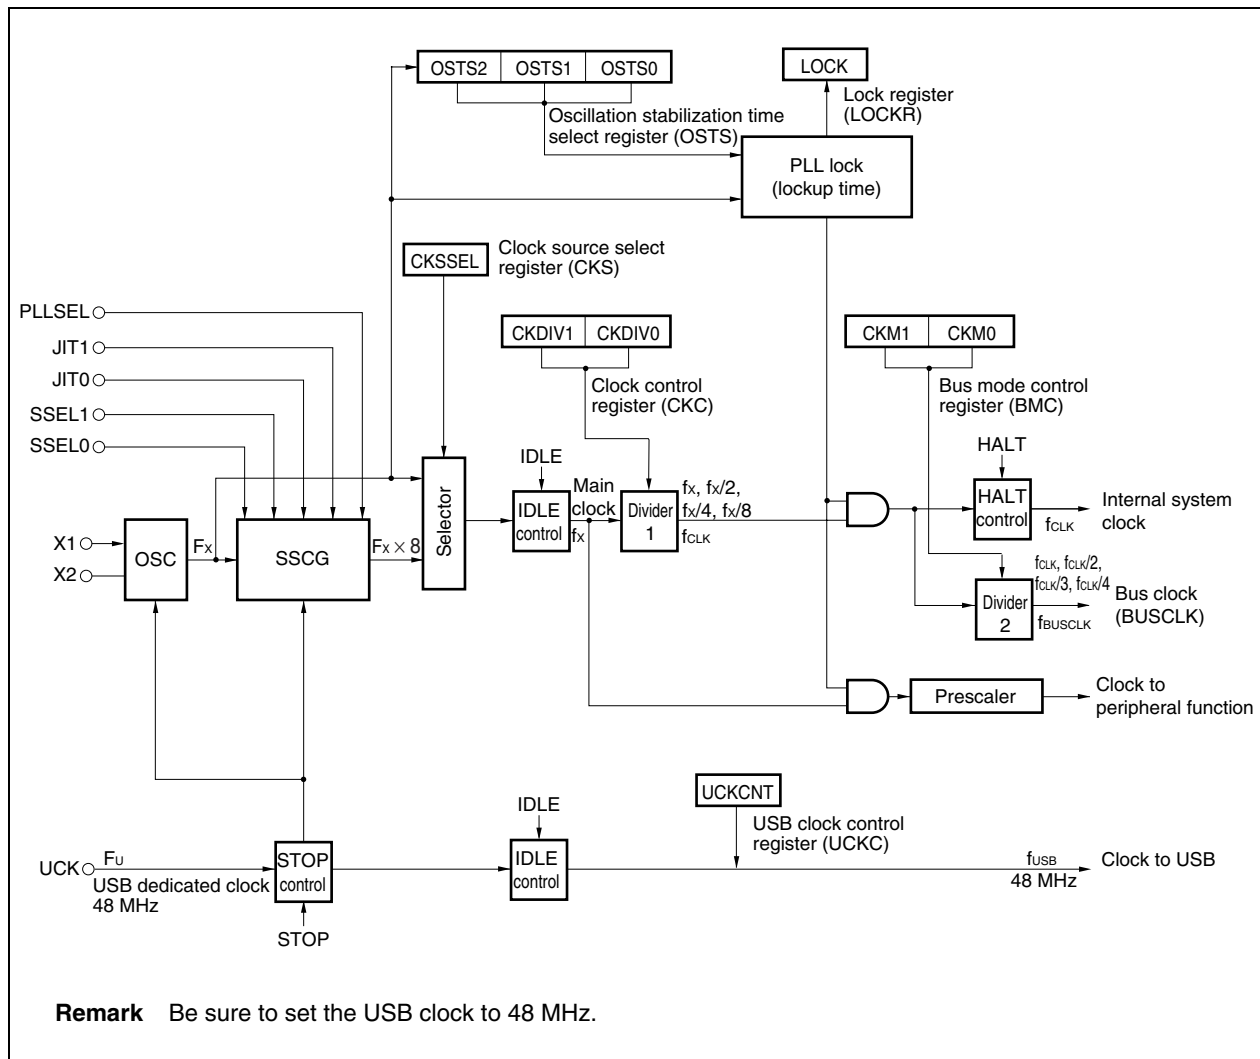 OSTS2 OSTS1 OSTS0
LOCK
Lock register
(LOCKR)
Oscillation stabilization time
select register (OSTS)
PLL lock
(lockup time)
CKSSEL
Clock source select
register (CKS)
PLLSEL
JIT1
JIT0
SSEL1
SSEL0
CKDIV1 CKDIV0
Clock control
register (CKC)
CKM1 CKM0
Bus mode control
register (BMC)
IDLE
HALT
X1
X2
OSC
Fx
SSCG
Fx × 8
Selector
IDLE
control
Main
clock
fx
Divider
1
fx, fx/2,
fx/4, fx/8
fCLK
HALT
control
fCLK
Internal system
clock
fCLK, fCLK/2,
fCLK/3, fCLK/4
Divider
2
fBUSCLK
Bus clock
(BUSCLK)
Prescaler
Clock to
peripheral function
UCK
FU
USB dedicated clock
48 MHz
STOP
control
STOP
IDLE
IDLE
control
UCKCNT
USB clock control
register (UCKC)
fUSB
48 MHz
Clock to USB
Remark Be sure to set the USB clock to 48 MHz.